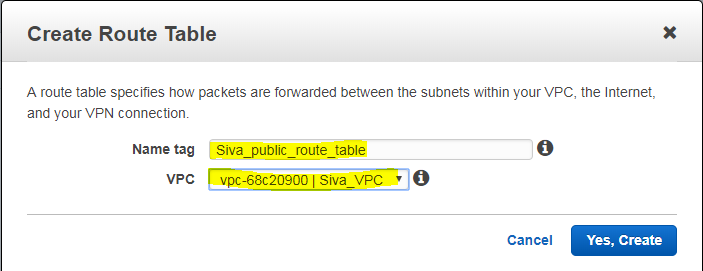 Create Route Table
A route table specifies how packets are forwarded between the subnets within your VPC, the Internet,
and your VPN connection.
Name tag Siva_public_route_table
VPC vpc-68c20900 | Siva_VPC
Cancel Yes, Create